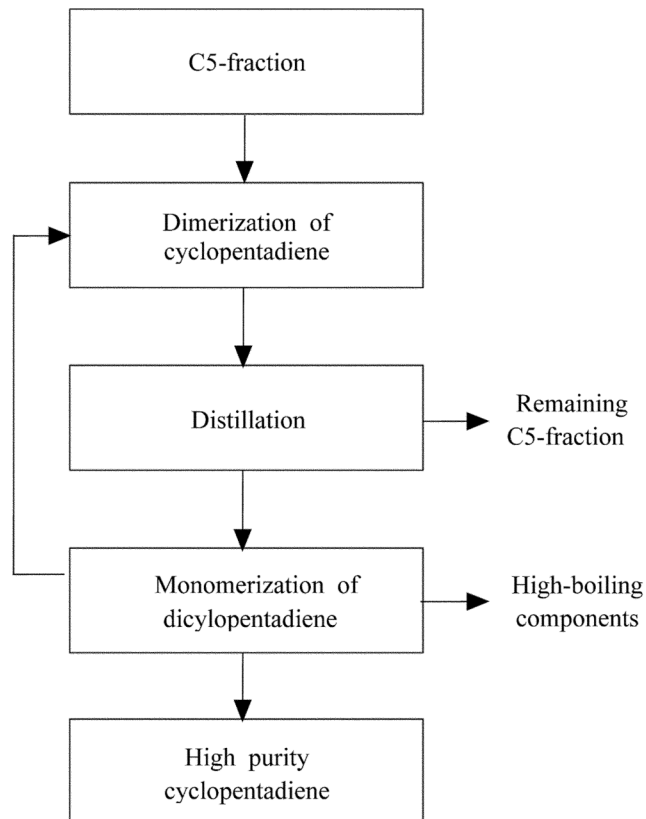 C5-fraction
Dimerization of
cyclopentadiene
Distillation
Remaining
C5-fraction
Monomerization of
dicylopentadiene
High-boiling
components
High purity
cyclopentadiene